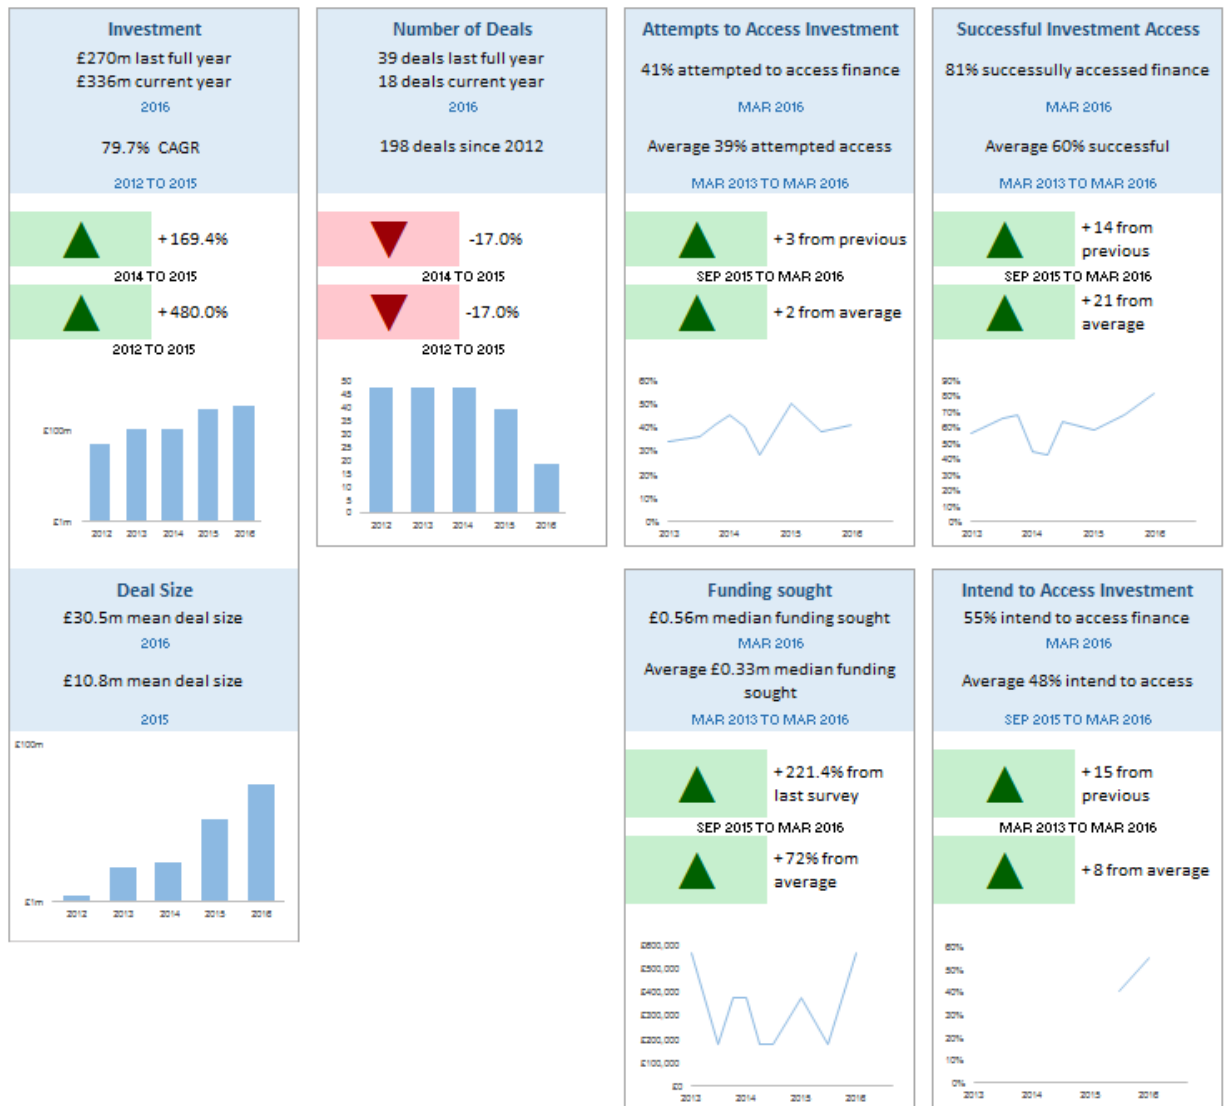 Investment
£270m last full year
£336m current year
2016
79.7% CAGR
2012 TO 2015
+169.4%
2014 TO 2015
+480.0%
2012 TO 2015
£100m
£1m
2012 2013 2014 2015 2016
Number of Deals
39 deals last full year
18 deals current year
2016
198 deals since 2012
-17.0%
2014 TO 2015
-17.0%
2012 TO 2015
50
45
40
35
30
25
20
15
10
5
0
2012 2013 2014 2015 2016
Attempts to Access Investment
41% attempted to access finance
MAR 2016
Average 39% attempted access
MAR 2013 TO MAR 2016
+3 from previous
SEP 2015 TO MAR 2016
+2 from average
60%
50%
40%
30%
20%
10%
0%
2013 2014 2015 2016
Successful Investment Access
81% successully accessed finance
MAR 2016
Average 60% successful
MAR 2013 TO MAR 2016
+14 from
previous
SEP 2015 TO MAR 2016
+21 from
average
90%
80%
70%
60%
50%
40%
30%
20%
10%
0%
2013 2014 2015 2016
Deal Size
£30.5m mean deal size
2016
£10.8m mean deal size
2015
£100m
£1m
2012 2013 2014 2015 2016
Funding sought
£0.56m median funding sought
MAR 2016
Average £0.33m median funding
sought
MAR 2013 TO MAR 2016
+221.4% from
last survey
SEP 2015 TO MAR 2016
+72% from
average
£600,000
£500,000
£400,000
£300,000
£200,000
£100,000
£0
2013 2014 2015 2016
Intend to Access Investment
55% intend to access finance
MAR 2016
Average 48% intend to access
SEP 2015 TO MAR 2016
+15 from
previous
MAR 2013 TO MAR 2016
+8 from average
60%
50%
40%
30%
20%
10%
0%
2013 2014 2015 2016